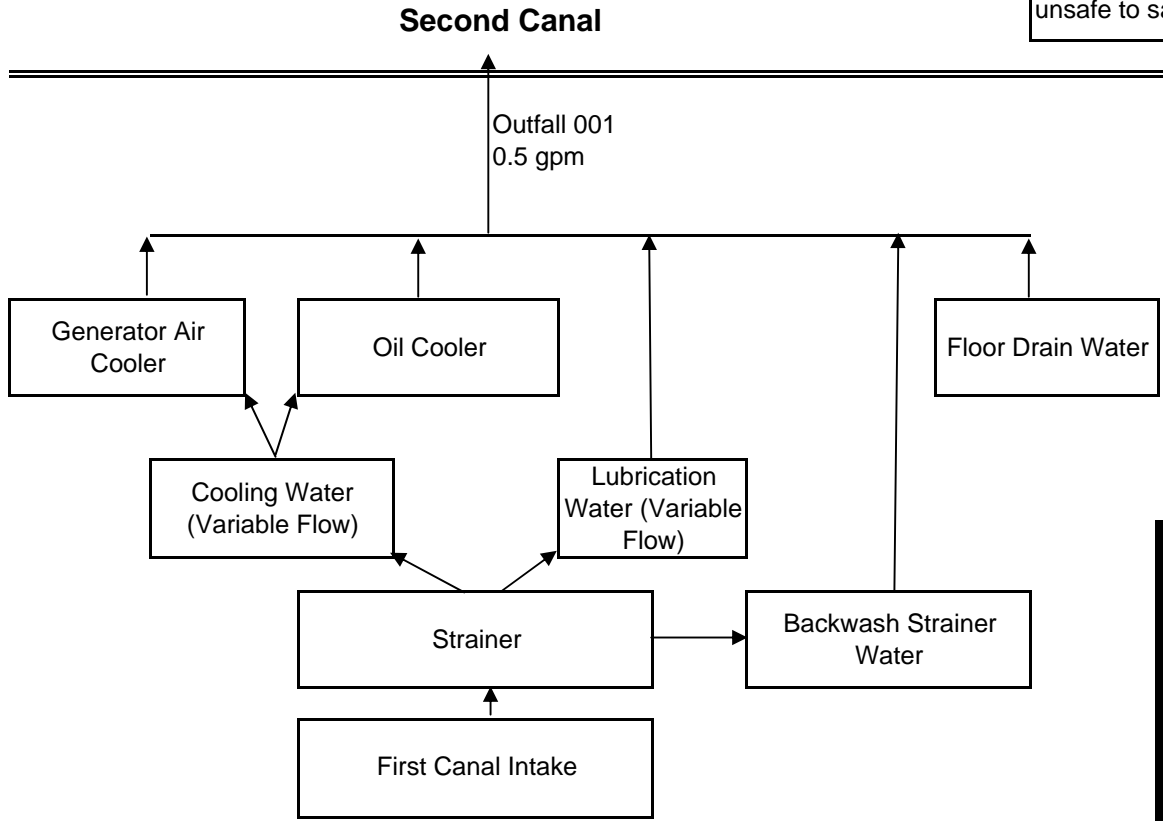 unsafe to sa
Second Canal
Outfall 001
0.5 gpm
Generator Air
Cooler
Oil Cooler
Floor Drain Water
Cooling Water
(Variable Flow)
Lubrication
Water (Variable
Flow)
Strainer
Backwash Strainer
Water
First Canal Intake